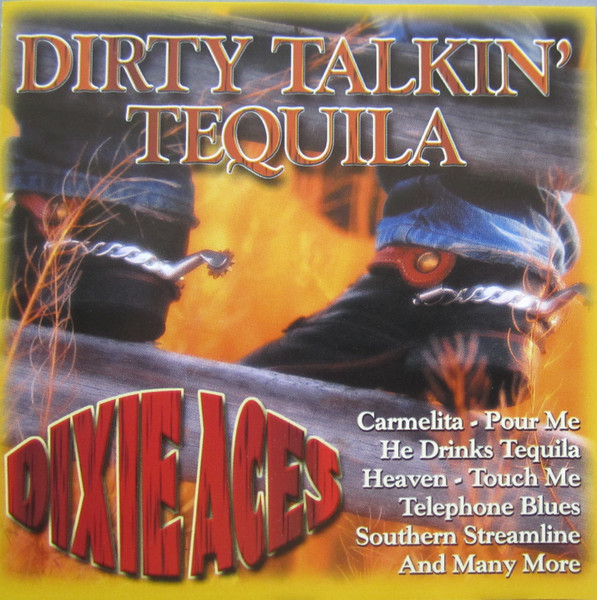 DIRTY TALKIN'
TEQUILA
DIXIE ACES
Carmelita - Pour Me
He Drinks Tequila
Heaven - Touch Me
Telephone Blues
Southern Streamline
And Many More